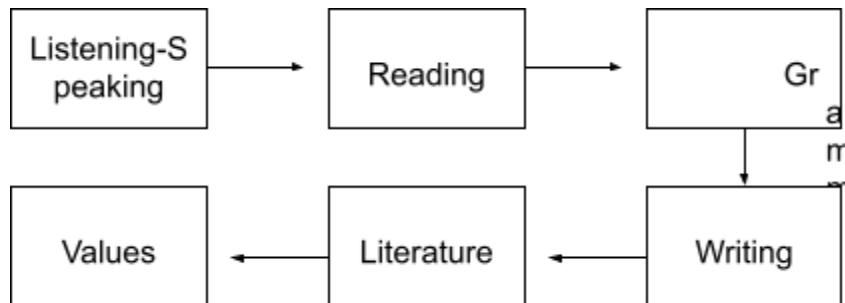 Listening-S
peaking
Reading
Gr
a
m
Writing
Literature
Values